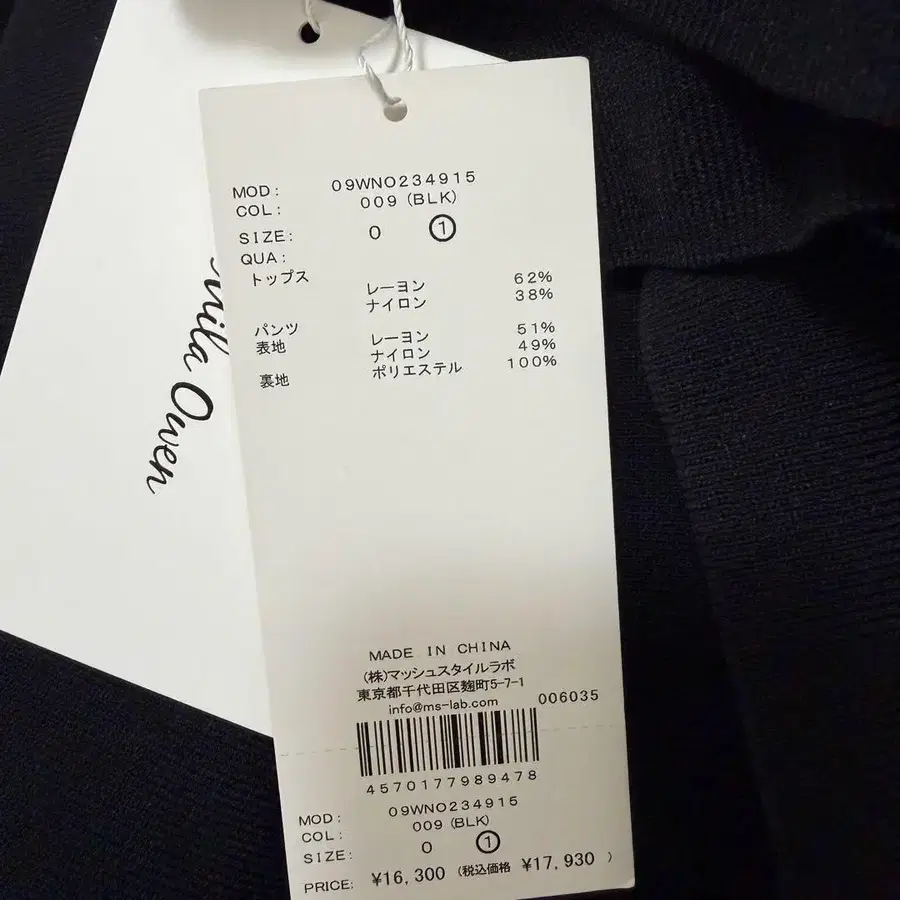 Mila Owen
MOD: 09WNO234915
COL: 009 (BLK)
SIZE: 0 ①
QUA:
トップス レーヨン 62%
ナイロン 38%
パンツ
表地 レーヨン 51%
ナイロン 49%
裏地 ポリエステル 100%
MADE IN CHINA
(株)マッシュスタイルラボ
東京都千代田区麹町5-7-1
info@ms-lab.com 006035
4570177989478
MOD: 09WNO234915
COL: 009 (BLK)
SIZE: 0 ①
PRICE: ¥16,300 (税込価格 ¥17,930 )